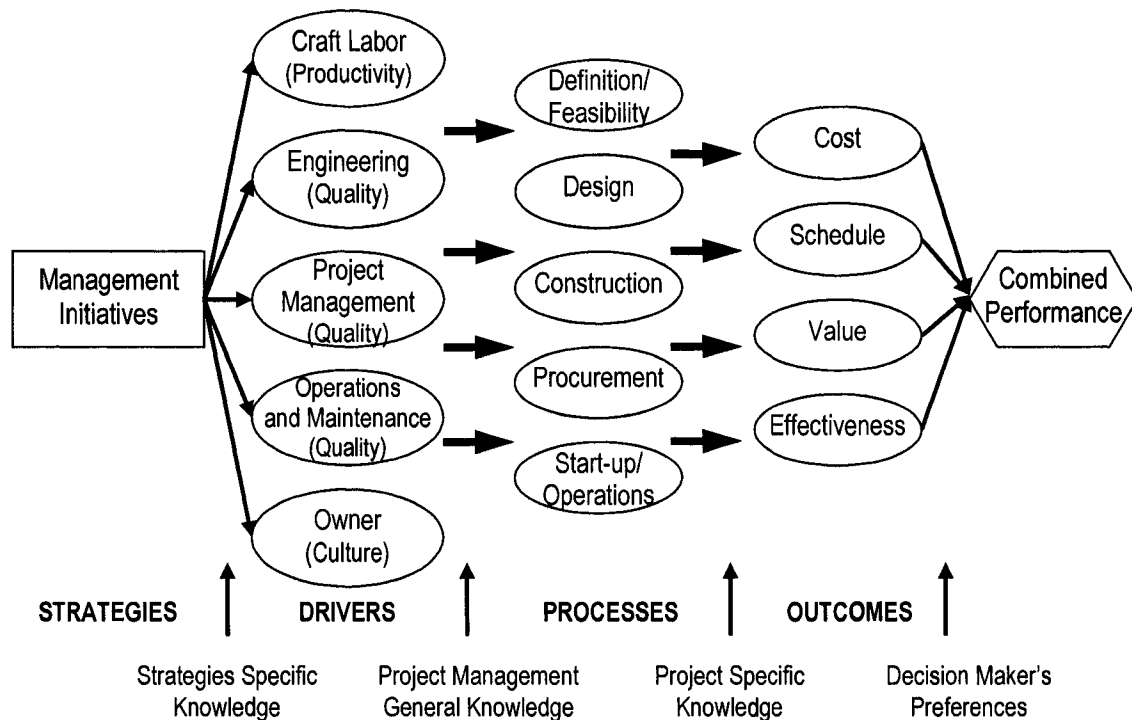 Management
Initiatives
Craft Labor
(Productivity)
Engineering
(Quality)
Project
Management
(Quality)
Operations
and Maintenance
(Quality)
Owner
(Culture)
Definition/
Feasibility
Design
Construction
Procurement
Start-up/
Operations
Cost
Schedule
Value
Effectiveness
Combined
Performance
STRATEGIES
DRIVERS
PROCESSES
OUTCOMES
Strategies Specific
Knowledge
Project Management
General Knowledge
Project Specific
Knowledge
Decision Maker's
Preferences